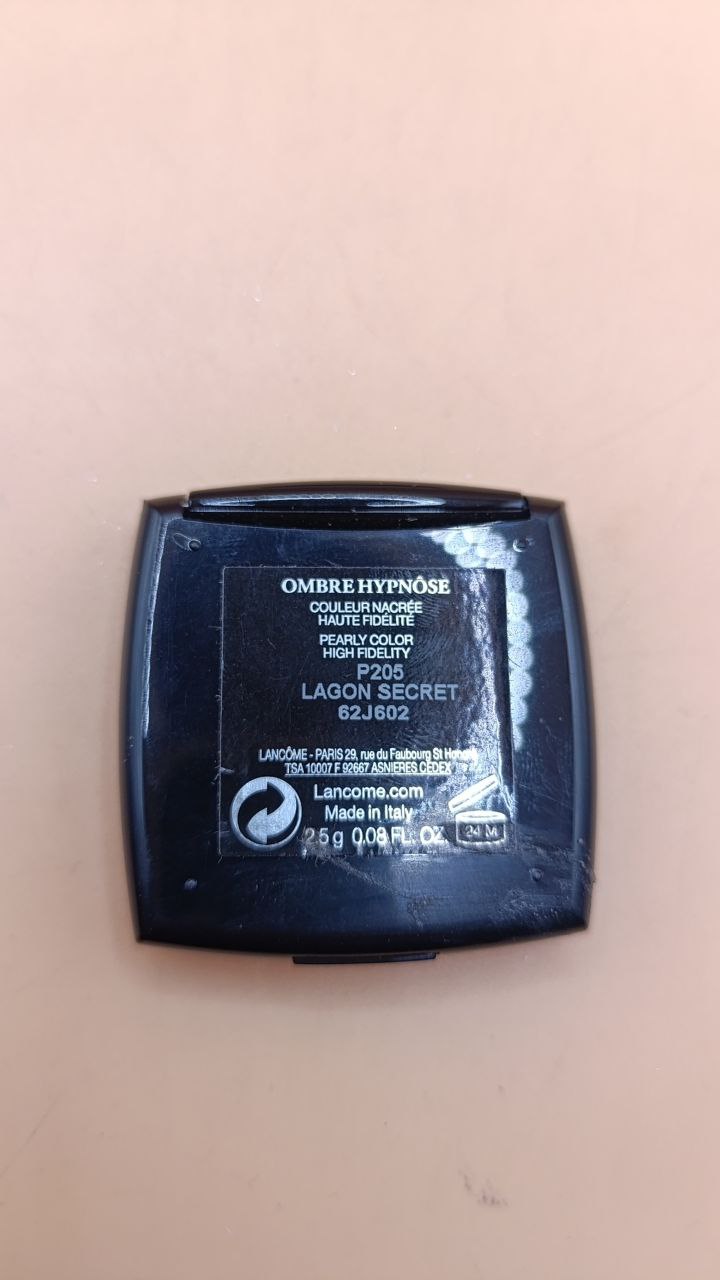 OMBRE HYPNÔSE
COULEUR NACRÉE
HAUTE FIDÉLITÉ
PEARLY COLOR
HIGH FIDELITY
P205
LAGON SECRET
62J602
LANCÔME - PARIS 29, rue du Faubourg St Honoré
TSA 10007 F 92667 ASNIERES CEDEX
Lancome.com
Made in Italy
2.5 g 0.08 FL. OZ.
24 M